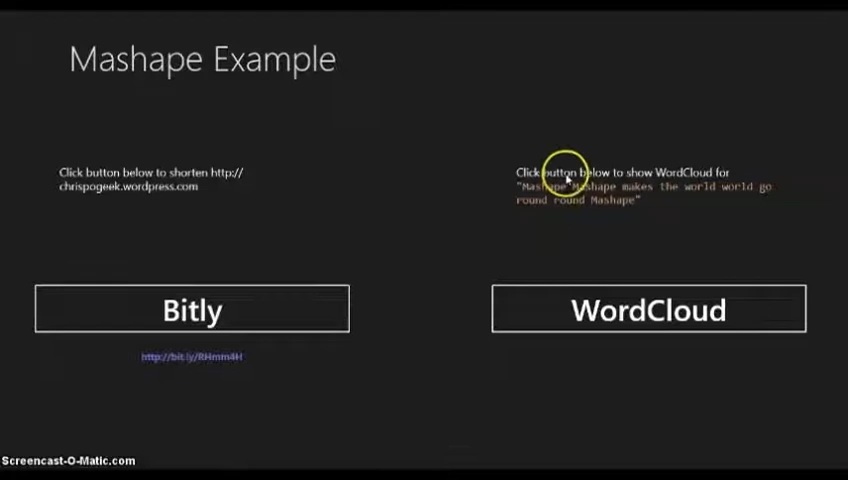 Mashape Example
Click button below to shorten http://
chrispogeek.wordpress.com
Click button below to show WordCloud for
"Mashape Mashape makes the world world go
round round Mashape"
Bitly
WordCloud
http://bit.ly/RHmm4H
Screencast-O-Matic.com